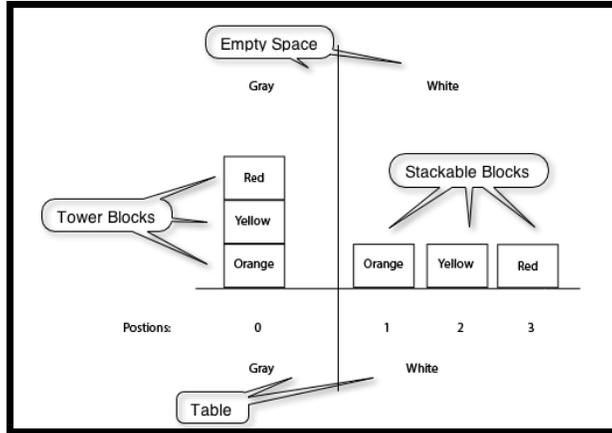 Empty Space
Gray White
Red
Stackable Blocks
Tower Blocks
Yellow
Orange Orange Yellow Red
Postions: 0 1 2 3
Gray White
Table